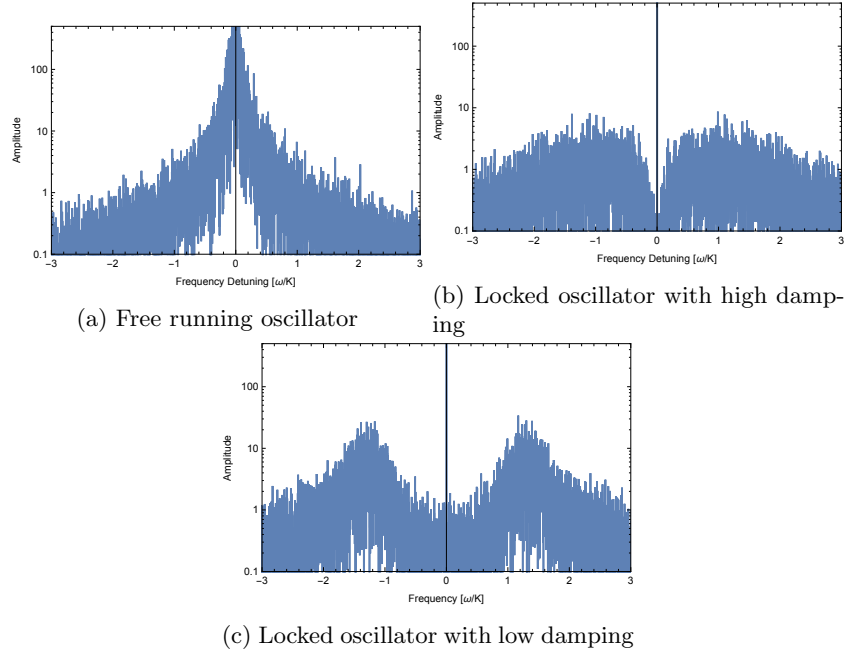 100
10
1
0.1
Amplitude
-3 -2 -1 0 1 2 3
Frequency Detuning [ω/K]
(a) Free running oscillator
100
10
1
0.1
Amplitude
-3 -2 -1 0 1 2 3
Frequency Detuning [ω/K]
(b) Locked oscillator with high damp-
ing
100
10
1
0.1
Amplitude
-3 -2 -1 0 1 2 3
Frequency [ω/K]
(c) Locked oscillator with low damping